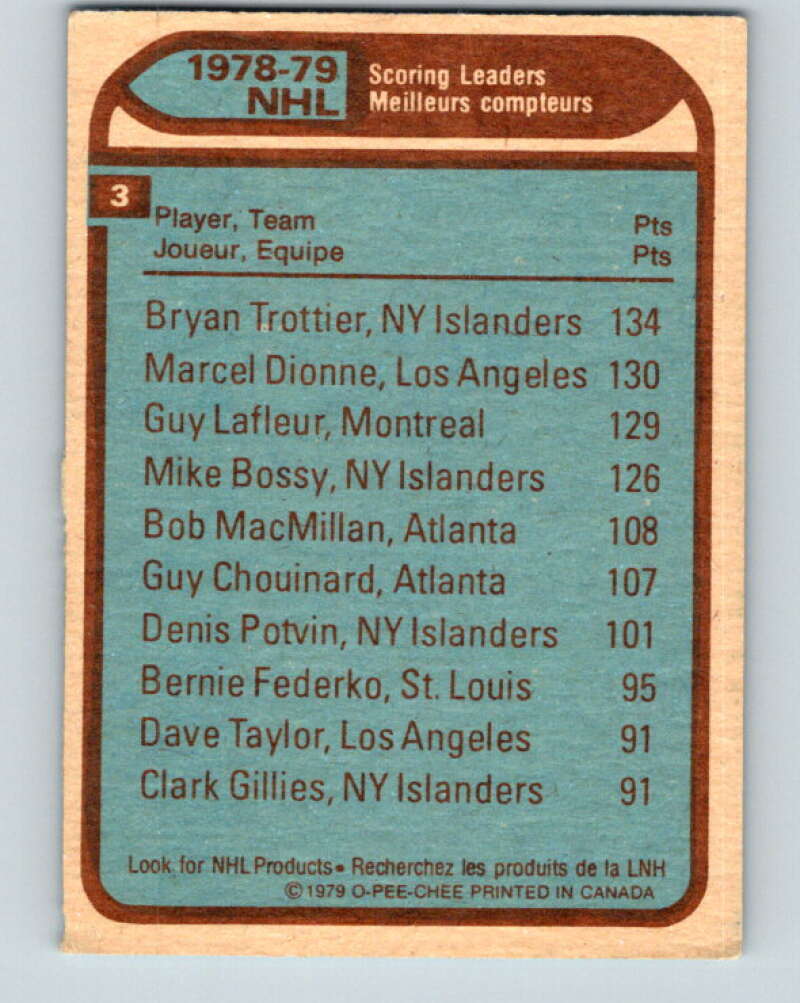 1978-79 NHL
Scoring Leaders
Meilleurs compteurs
3
Player, Team Pts
Joueur, Equipe Pts
Bryan Trottier, NY Islanders 134
Marcel Dionne, Los Angeles 130
Guy Lafleur, Montreal 129
Mike Bossy, NY Islanders 126
Bob MacMillan, Atlanta 108
Guy Chouinard, Atlanta 107
Denis Potvin, NY Islanders 101
Bernie Federko, St. Louis 95
Dave Taylor, Los Angeles 91
Clark Gillies, NY Islanders 91
Look for NHL Products • Recherchez les produits de la LNH
© 1979 O-PEE-CHEE PRINTED IN CANADA